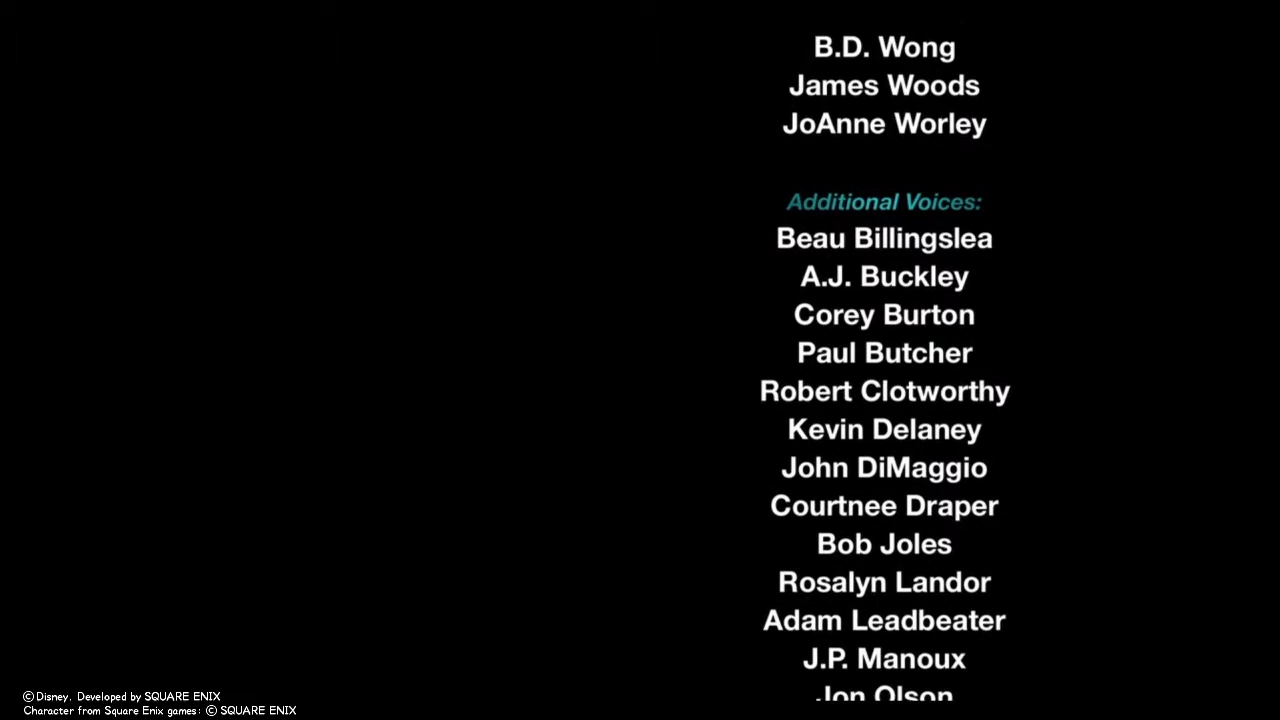 B.D. Wong
James Woods
JoAnne Worley
Additional Voices:
Beau Billingslea
A.J. Buckley
Corey Burton
Paul Butcher
Robert Clotworthy
Kevin Delaney
John DiMaggio
Courtnee Draper
Bob Joles
Rosalyn Landor
Adam Leadbeater
J.P. Manoux
Jon Olson
©Disney. Developed by SQUARE ENIX
Character from Square Enix games: © SQUARE ENIX